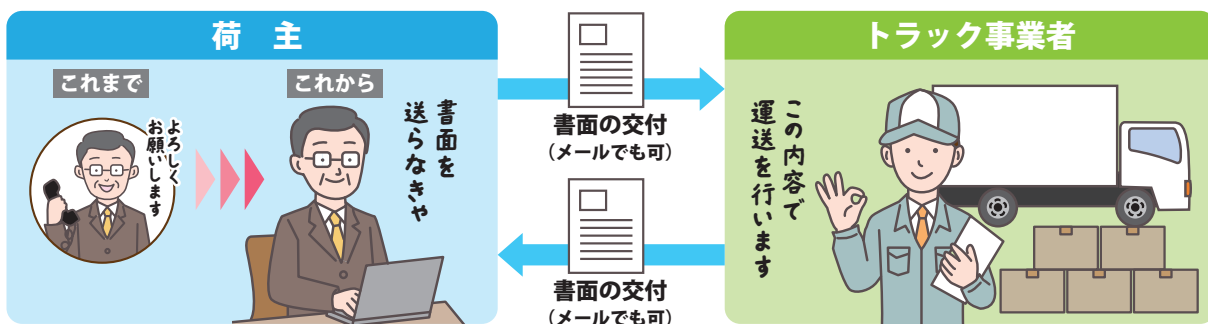 荷 主
これまで
よろしく
お願いします
これから
書面を
送らなきゃ
書面の交付
（メールでも可）
書面の交付
（メールでも可）
トラック事業者
この内容で
運送を行います